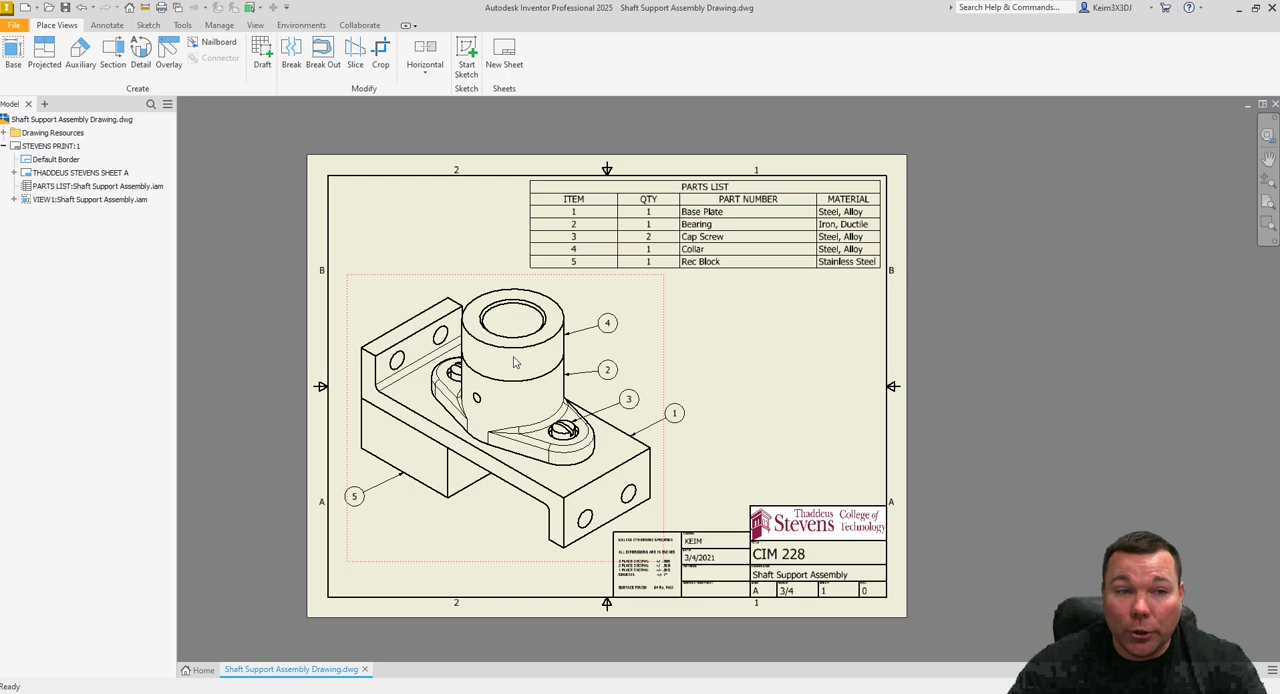 Autodesk Inventor Professional 2025 Shaft Support Assembly Drawing.dwg
Search Help & Commands...
Keim3X3DJ
File Place Views Annotate Sketch Tools Manage View Environments Collaborate
Base Projected Auxiliary Section Detail Overlay
Nailboard
Connector
Draft
Break Break Out Slice Crop
Horizontal
Start
Sketch
New Sheet
Create Modify Sketch Sheets
Model
Shaft Support Assembly Drawing.dwg
Drawing Resources
STEVENS PRINT:1
Default Border
THADDEUS STEVENS SHEET A
PARTS LIST:Shaft Support Assembly.iam
VIEW1:Shaft Support Assembly.iam
2 1
PARTS LIST
ITEM QTY PART NUMBER MATERIAL
1 1 Base Plate Steel, Alloy
2 1 Bearing Iron, Ductile
3 2 Cap Screw Steel, Alloy
4 1 Collar Steel, Alloy
5 1 Rec Block Stainless Steel
B B
4
2
3
1
5
A A
Thaddeus College of
Stevens Technology
KEIM
3/4/2021
CIM 228
Shaft Support Assembly
A 3/4 1 0
2 1
Home Shaft Support Assembly Drawing.dwg
Ready